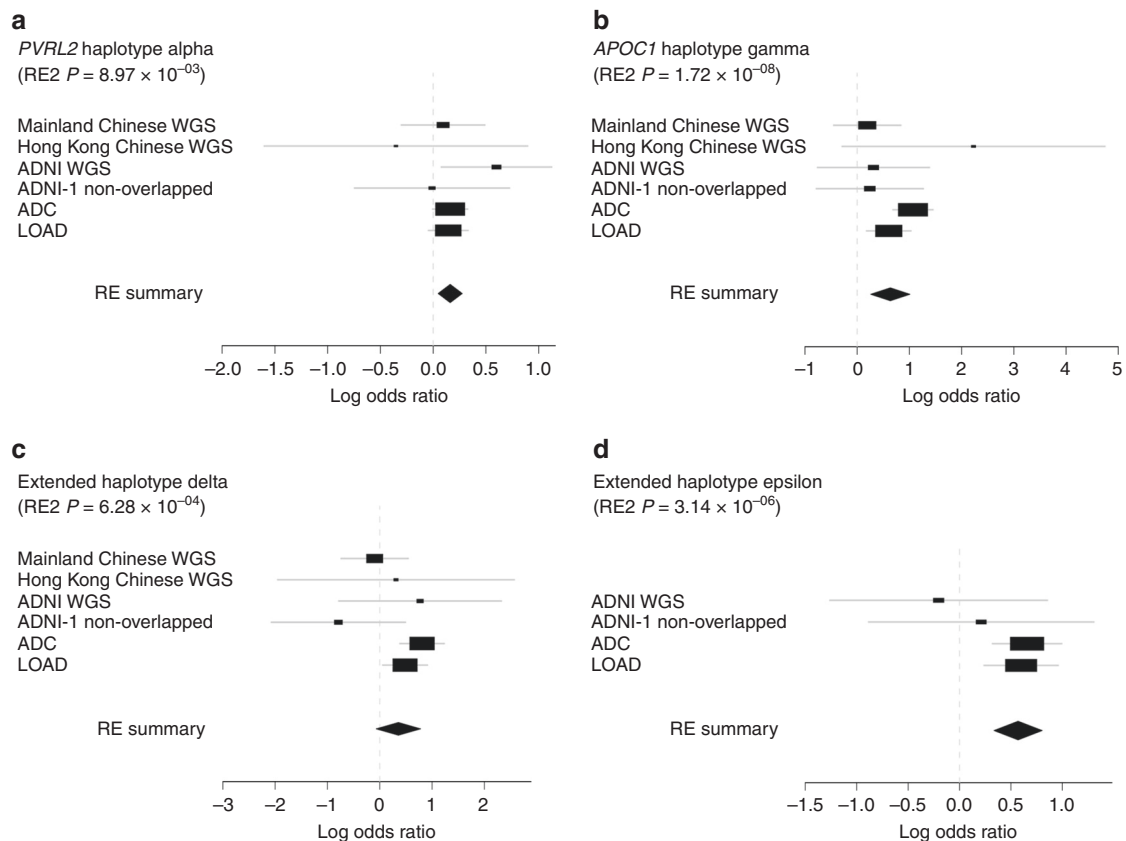 a
PVRL2 haplotype alpha
(RE2 P = 8.97 × 10⁻⁰³)
Mainland Chinese WGS
Hong Kong Chinese WGS
ADNI WGS
ADNI-1 non-overlapped
ADC
LOAD
RE summary
−2.0 −1.5 −1.0 −0.5 0.0 0.5 1.0
Log odds ratio
b
APOC1 haplotype gamma
(RE2 P = 1.72 × 10⁻⁰⁸)
Mainland Chinese WGS
Hong Kong Chinese WGS
ADNI WGS
ADNI-1 non-overlapped
ADC
LOAD
RE summary
−1 0 1 2 3 4 5
Log odds ratio
c
Extended haplotype delta
(RE2 P = 6.28 × 10⁻⁰⁴)
Mainland Chinese WGS
Hong Kong Chinese WGS
ADNI WGS
ADNI-1 non-overlapped
ADC
LOAD
RE summary
−3 −2 −1 0 1 2
Log odds ratio
d
Extended haplotype epsilon
(RE2 P = 3.14 × 10⁻⁰⁶)
ADNI WGS
ADNI-1 non-overlapped
ADC
LOAD
RE summary
−1.5 −1.0 −0.5 0.0 0.5 1.0
Log odds ratio